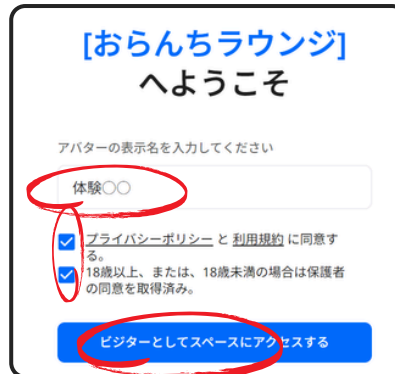 [おらんちラウンジ]
へようこそ
アバターの表示名を入力してください
体験〇〇
プライバシーポリシー と 利用規約 に同意す
る。
18歳以上、または、18歳未満の場合は保護者
の同意を取得済み。
ビジターとしてスペースにアクセスする